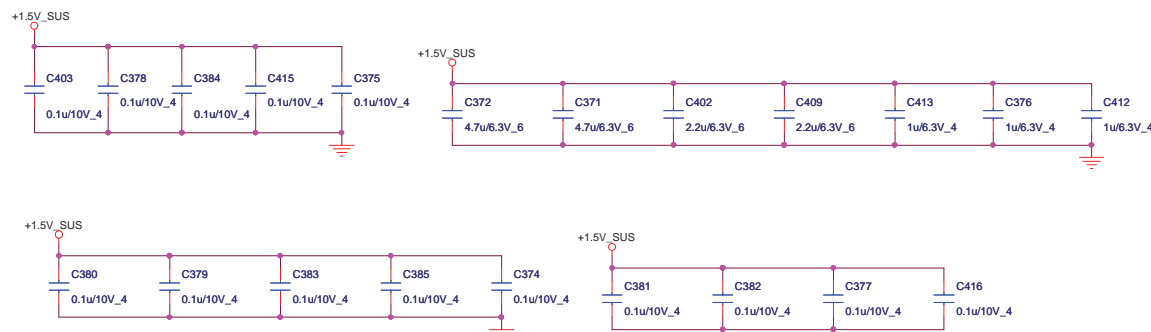 +1.5V_SUS
C403
C378
C384
C415
C375
0.1u/10V_4
0.1u/10V_4
0.1u/10V_4
0.1u/10V_4
0.1u/10V_4
+1.5V_SUS
C372
C371
C402
C409
C413
C376
C412
4.7u/6.3V_6
4.7u/6.3V_6
2.2u/6.3V_6
2.2u/6.3V_6
1u/6.3V_4
1u/6.3V_4
1u/6.3V_4
+1.5V_SUS
C380
C379
C383
C385
C374
0.1u/10V_4
0.1u/10V_4
0.1u/10V_4
0.1u/10V_4
0.1u/10V_4
+1.5V_SUS
C381
C382
C377
C416
0.1u/10V_4
0.1u/10V_4
0.1u/10V_4
0.1u/10V_4